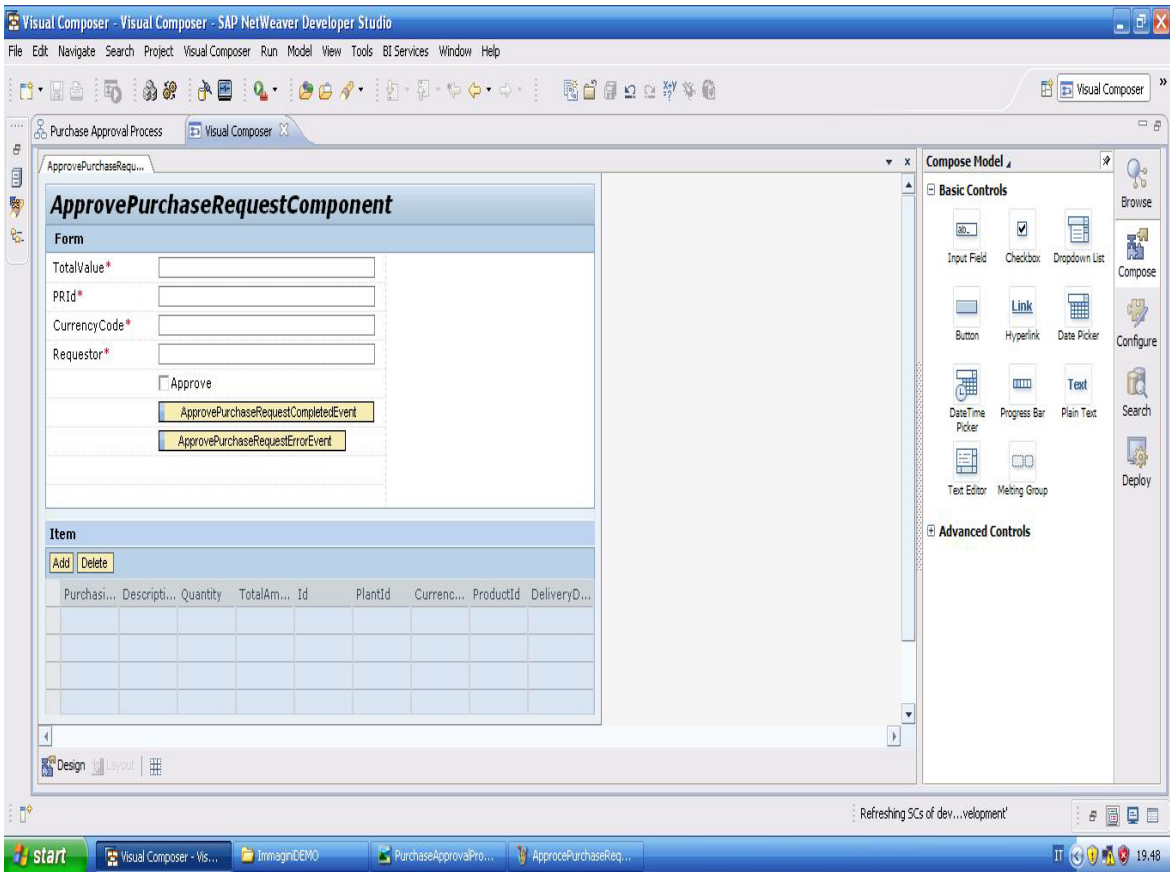 Visual Composer - Visual Composer - SAP NetWeaver Developer Studio
File Edit Navigate Search Project Visual Composer Run Model View Tools BI Services Window Help
Visual Composer
»
Purchase Approval Process
Visual Composer
ApprovePurchaseRequ...
ApprovePurchaseRequestComponent
Form
TotalValue*
PRId*
CurrencyCode*
Requestor*
Approve
ApprovePurchaseRequestCompletedEvent
ApprovePurchaseRequestErrorEvent
Item
Add Delete
Purchasi... Descripti... Quantity TotalAm... Id PlantId Currenc... ProductId DeliveryD...
Design Layout
Compose Model
Basic Controls
Input Field Checkbox Dropdown List
Link
Button Hyperlink Date Picker
Text
DateTime Picker Progress Bar Plain Text
Text Editor Melting Group
Advanced Controls
Browse
Compose
Configure
Search
Deploy
Refreshing SCs of dev...velopment'
start
Visual Composer - Vis...
ImmaginiDEMO
PurchaseApprovalPro...
ApprocePurchaseReq...
IT
19.48